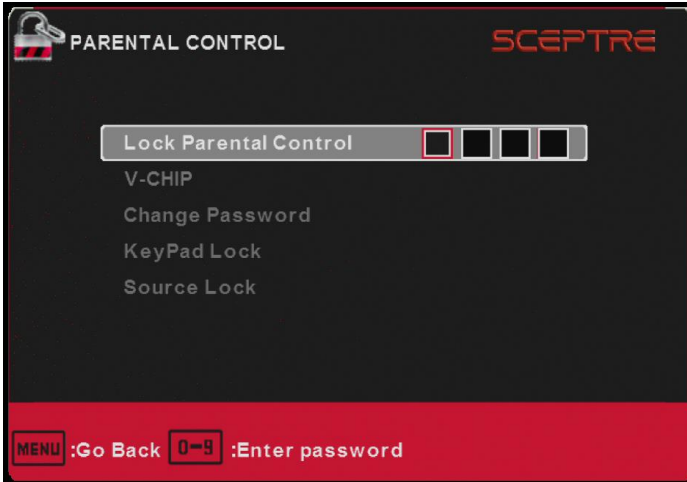 PARENTAL CONTROL SCEPTRE
Lock Parental Control
V-CHIP
Change Password
KeyPad Lock
Source Lock
MENU :Go Back 0-9 :Enter password